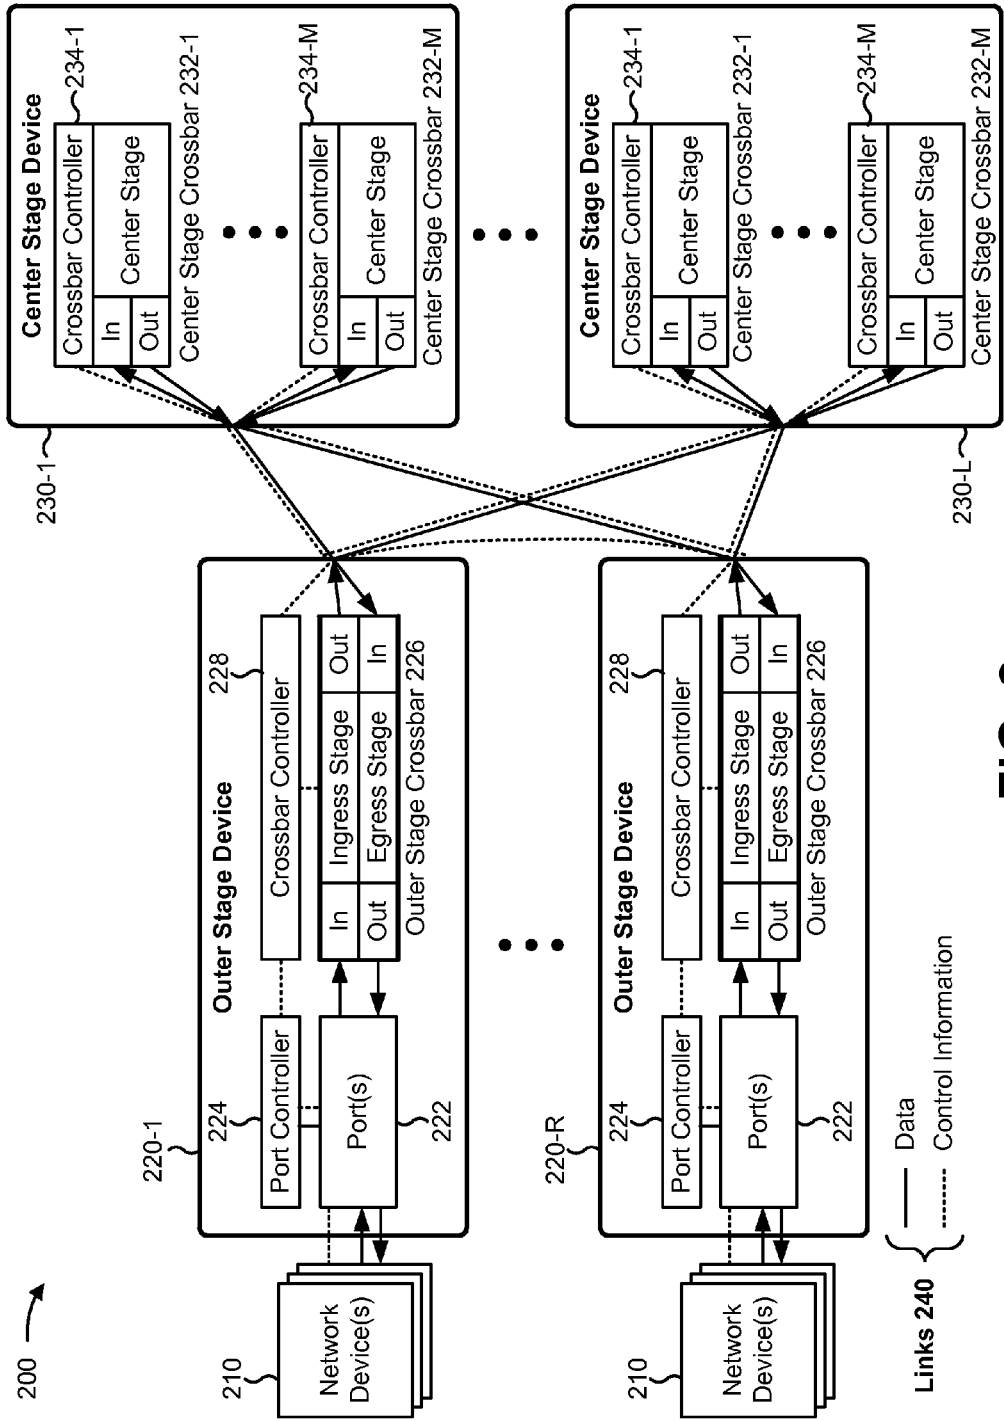 200
210
Network
Device(s)
220-1
Outer Stage Device
224
Port Controller
Port(s)
222
228
Crossbar Controller
In
Ingress Stage
Out
Out
Egress Stage
In
Outer Stage Crossbar 226
230-1
Center Stage Device
234-1
Crossbar Controller
In
Center Stage
Out
Center Stage Crossbar 232-1
234-M
Crossbar Controller
In
Center Stage
Out
Center Stage Crossbar 232-M
210
Network
Device(s)
220-R
Outer Stage Device
224
Port Controller
Port(s)
222
228
Crossbar Controller
In
Ingress Stage
Out
Out
Egress Stage
In
Outer Stage Crossbar 226
Center Stage Device
234-1
Crossbar Controller
In
Center Stage
Out
Center Stage Crossbar 232-1
234-M
Crossbar Controller
In
Center Stage
Out
Center Stage Crossbar 232-M
230-L
Links 240
Data
Control Information